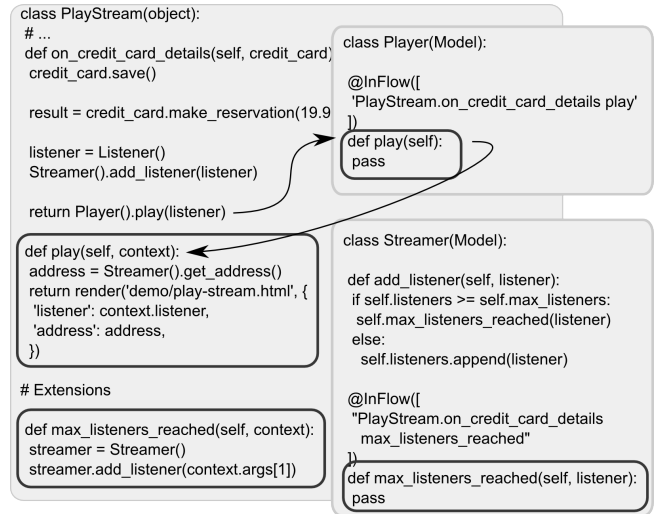 class PlayStream(object):
# ...
def on_credit_card_details(self, credit_card)
credit_card.save()
result = credit_card.make_reservation(19.9
listener = Listener()
Streamer().add_listener(listener)
return Player().play(listener)
def play(self, context):
address = Streamer().get_address()
return render('demo/play-stream.html', {
'listener': context.listener,
'address': address,
})
# Extensions
def max_listeners_reached(self, context):
streamer = Streamer()
streamer.add_listener(context.args[1])
class Player(Model):
@InFlow([
'PlayStream.on_credit_card_details play'
])
def play(self):
pass
class Streamer(Model):
def add_listener(self, listener):
if self.listeners >= self.max_listeners:
self.max_listeners_reached(listener)
else:
self.listeners.append(listener)
@InFlow([
"PlayStream.on_credit_card_details
max_listeners_reached"
])
def max_listeners_reached(self, listener):
pass